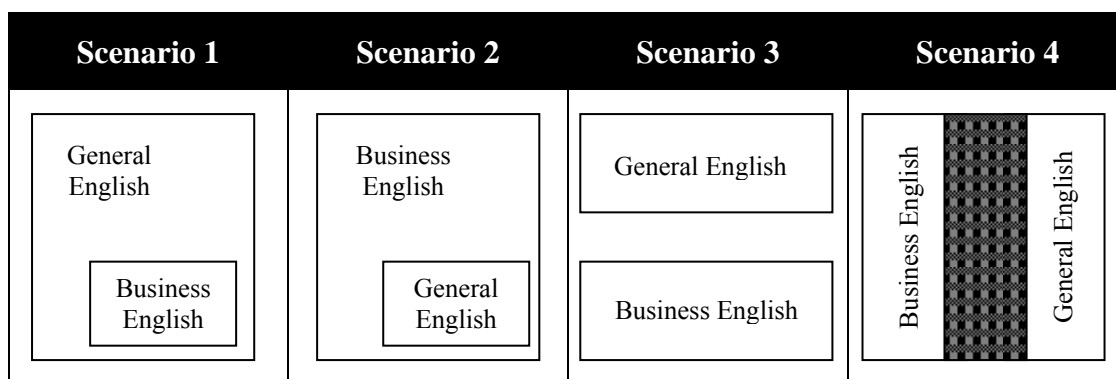 Scenario 1
Scenario 2
Scenario 3
Scenario 4
General
English
Business
English
Business
English
General
English
General English
Business English
Business English
General English